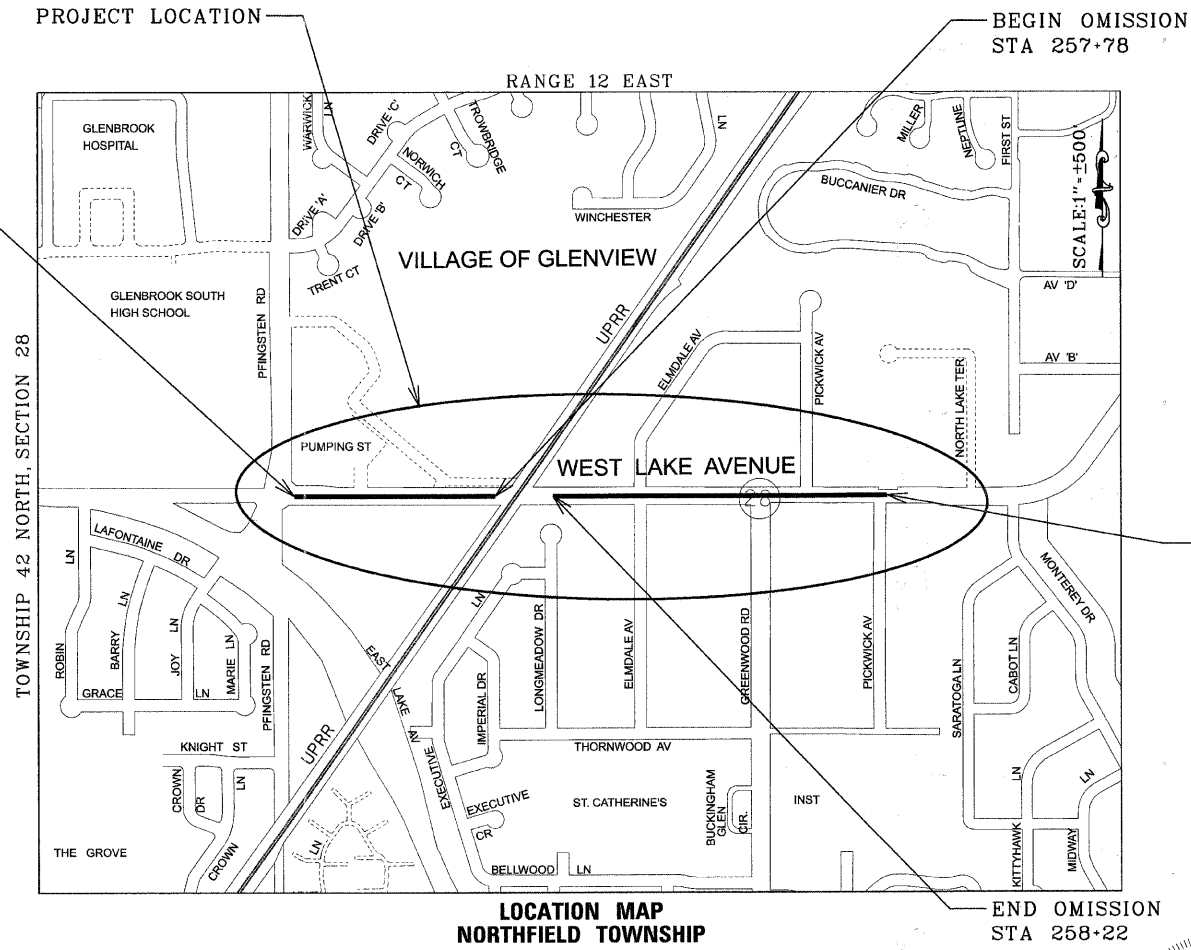 PROJECT LOCATION
BEGIN OMISSION
STA 257+78
RANGE 12 EAST
TOWNSHIP 42 NORTH, SECTION 28
GLENBROOK
HOSPITAL
WARWICK
LN
DRIVE 'C'
TROWBRIDGE
CT
NORWICH
CT
LN
MILLER
NEPTUNE
FIRST ST
SCALE:1"=±500'
DRIVE 'A'
DRIVE 'B'
WINCHESTER
BUCCANIER DR
TRENT CT
VILLAGE OF GLENVIEW
AV 'D'
GLENBROOK SOUTH
HIGH SCHOOL
PFINGSTEN RD
UPRR
ELMDALE AV
PICKWICK AV
AV 'B'
NORTH LAKE TER
PUMPING ST
WEST LAKE AVENUE
28
LAFONTAINE DR
LN
ROBIN
BARRY
LN
JOY
LN
MARIE LN
GRACE
LN
PFINGSTEN RD
EAST
LAKE AV
LN
IMPERIAL DR
LONGMEADOW DR
ELMDALE AV
GREENWOOD RD
PICKWICK AV
SARATOGA LN
CABOT LN
MONTEREY DR
KNIGHT ST
UPRR
THORNWOOD AV
CROWN
DR
LN
EXECUTIVE
EXECUTIVE
CR
ST. CATHERINE'S
BUCKINGHAM
GLEN
CIR.
INST
LN
LN
THE GROVE
CROWN
LN
BELLWOOD LN
KITTYHAWK
MIDWAY
LOCATION MAP
NORTHFIELD TOWNSHIP
END OMISSION
STA 258+22